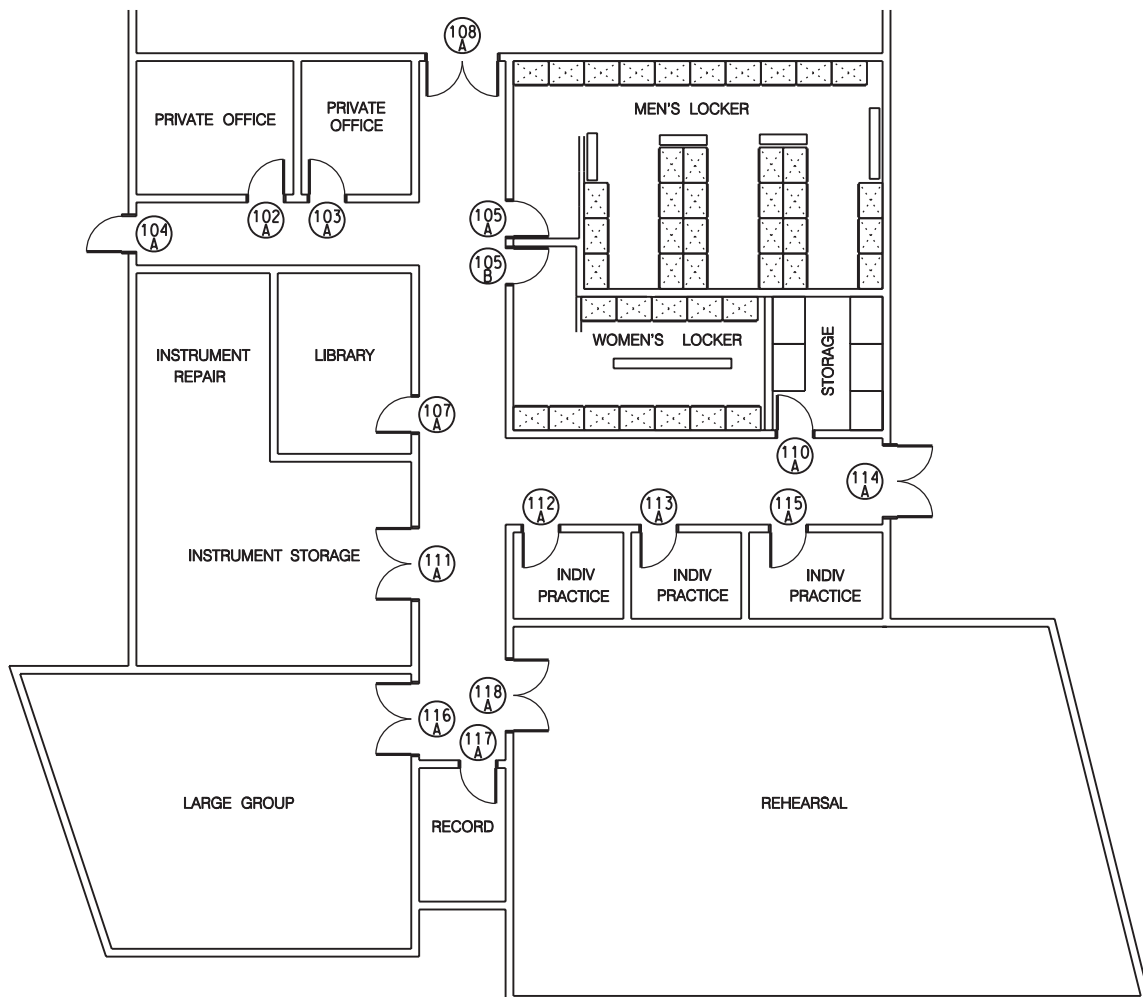 108
A
MEN'S LOCKER
PRIVATE OFFICE
PRIVATE
OFFICE
102
A
103
A
104
A
105
A
105
B
INSTRUMENT
REPAIR
LIBRARY
WOMEN'S LOCKER
STORAGE
107
A
110
A
114
A
112
A
113
A
115
A
INSTRUMENT STORAGE
111
A
INDIV
PRACTICE
INDIV
PRACTICE
INDIV
PRACTICE
118
A
116
A
117
A
LARGE GROUP
RECORD
REHEARSAL